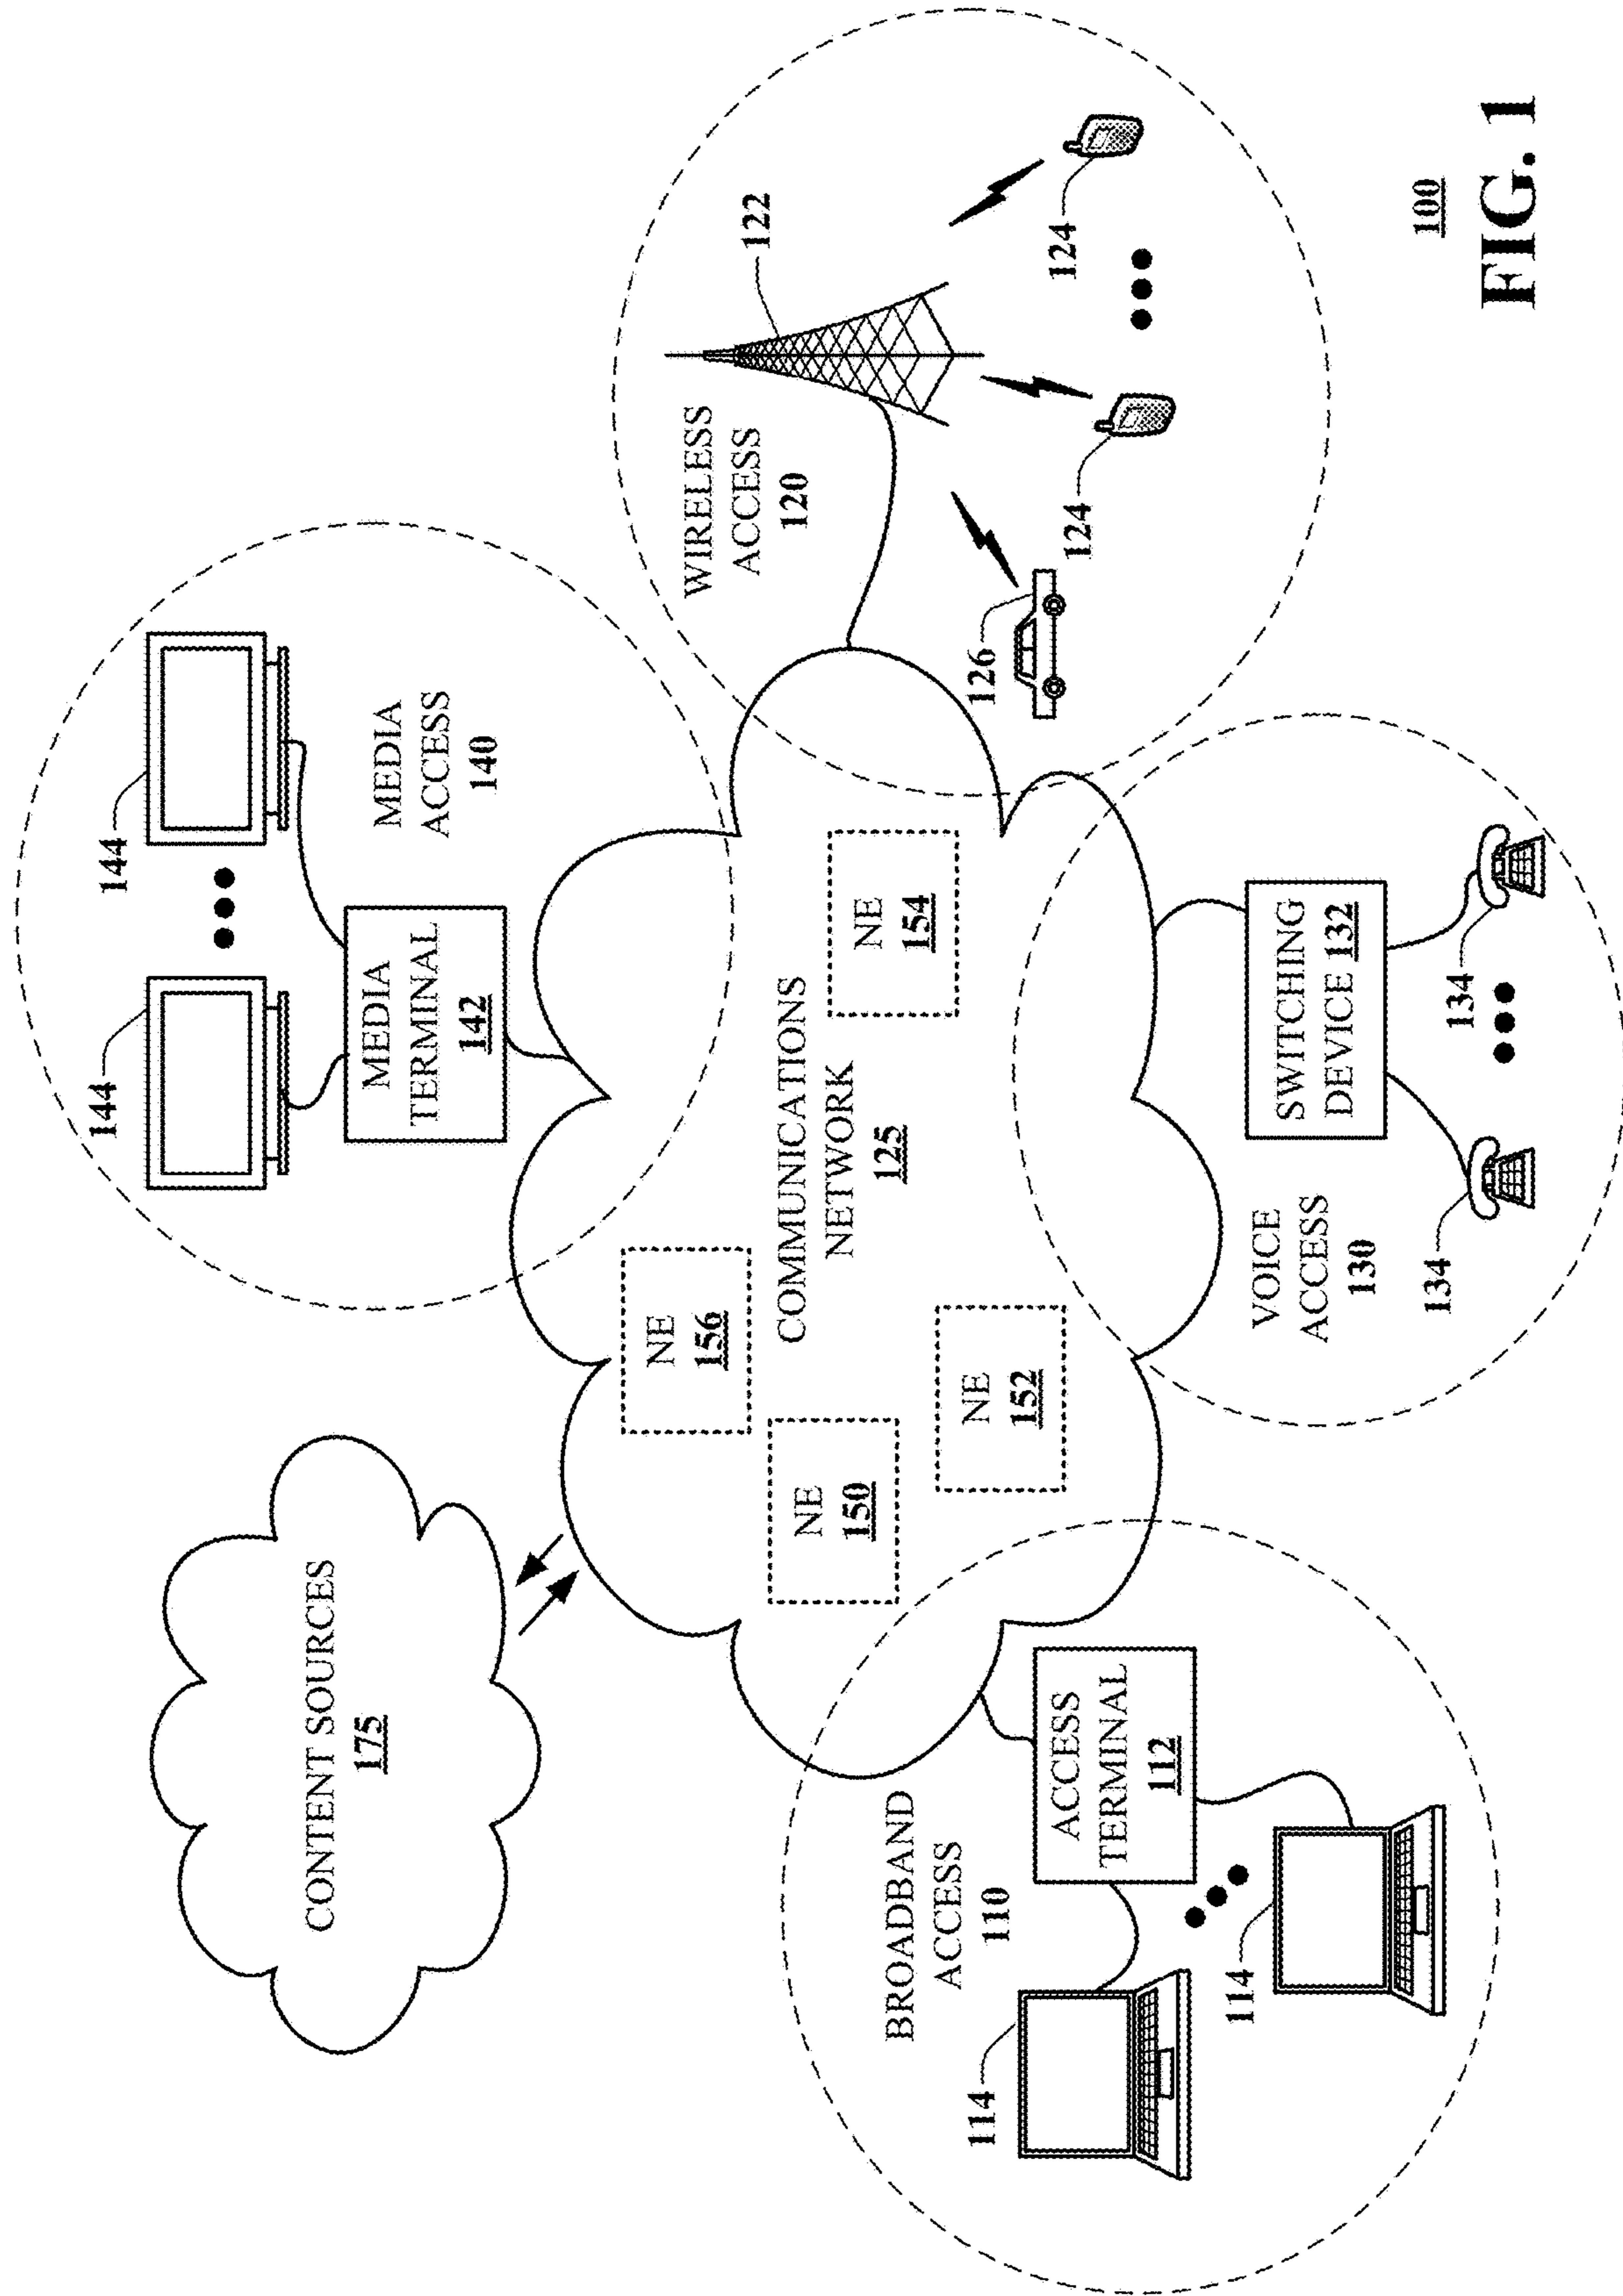 CONTENT SOURCES
175
144
144
MEDIA
TERMINAL
142
MEDIA
ACCESS
140
NE
156
NE
150
NE
152
COMMUNICATIONS
NETWORK
125
NE
154
WIRELESS
ACCESS
120
122
126
124
124
BROADBAND
ACCESS
110
ACCESS
TERMINAL
112
114
114
VOICE
ACCESS
130
SWITCHING
DEVICE 132
134
134
100
FIG. 1